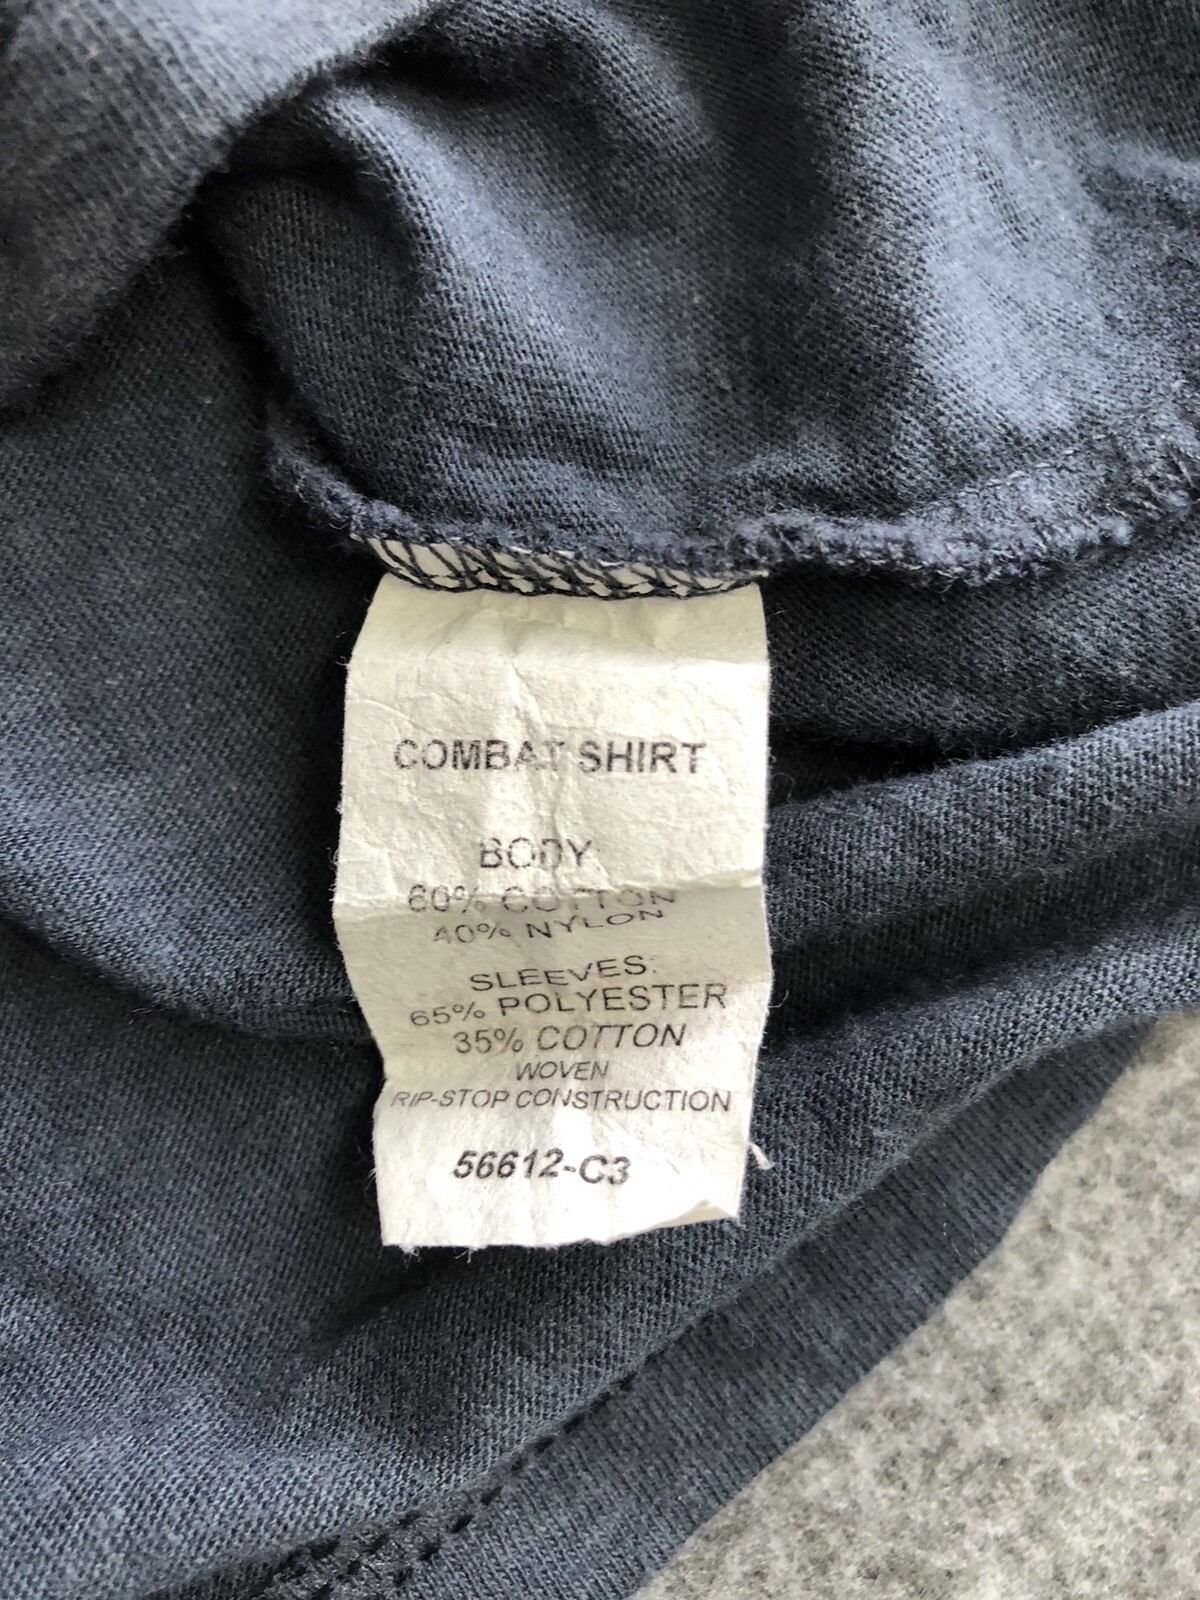 COMBAT SHIRT
BODY
60% COTTON
40% NYLON
SLEEVES:
65% POLYESTER
35% COTTON
WOVEN
RIP-STOP CONSTRUCTION
56612-C3